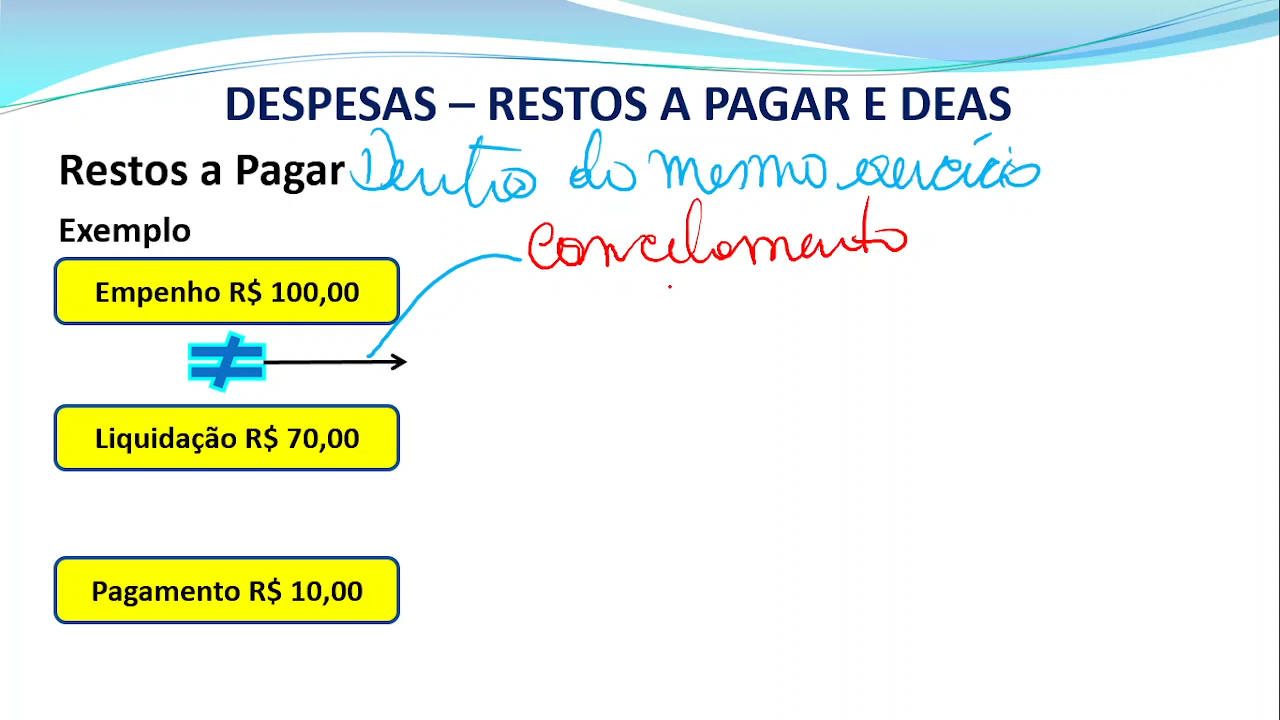 DESPESAS – RESTOS A PAGAR E DEAS
Restos a Pagar Dentro do mesmo exercício
Exemplo
cancelamento
Empenho R$ 100,00
≠
Liquidação R$ 70,00
Pagamento R$ 10,00